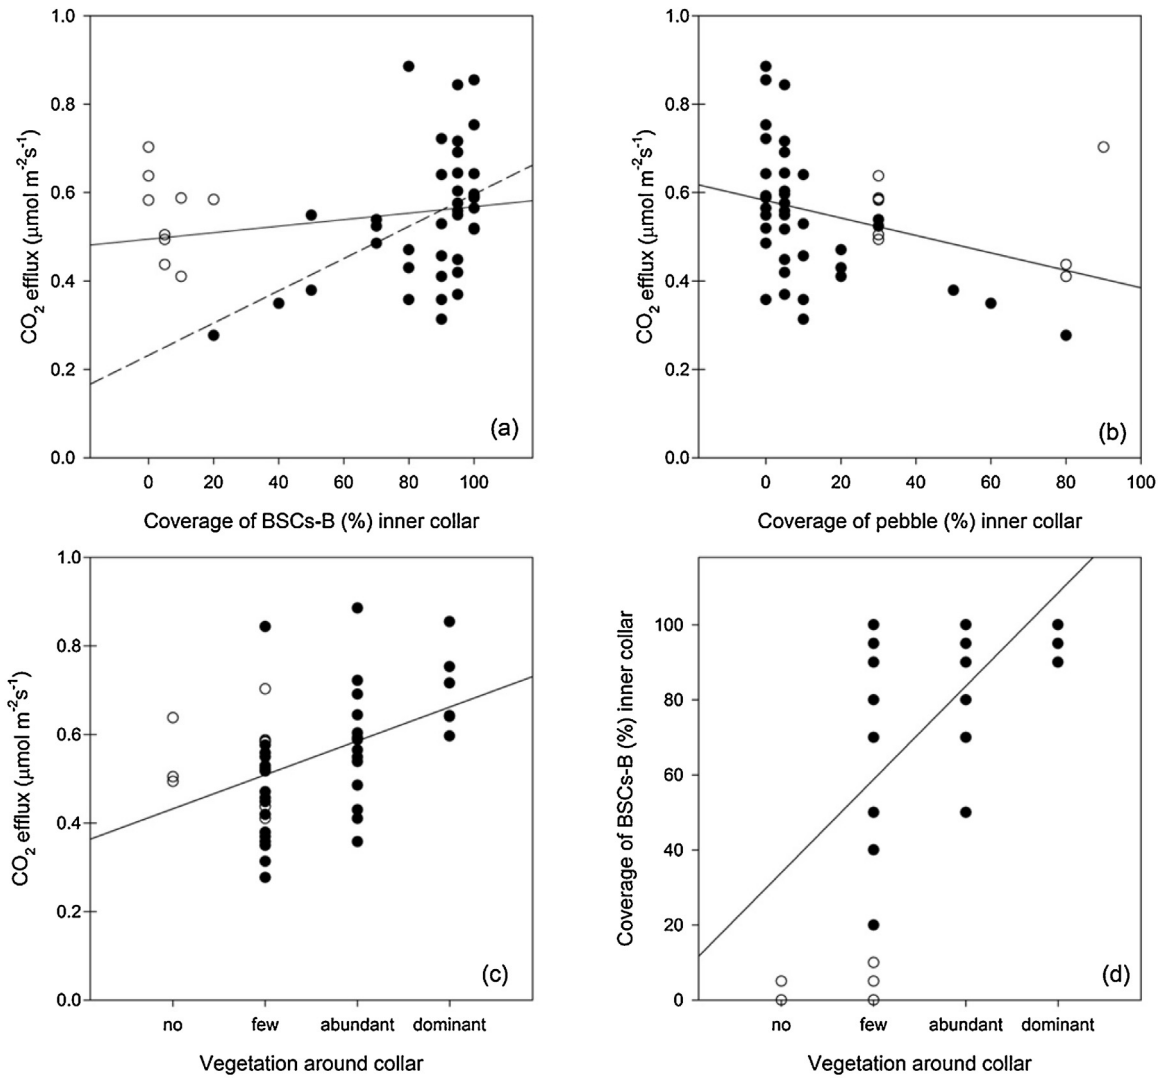 1.0
0.8
0.6
0.4
0.2
0.0
CO2 efflux (μmol m-2s-1)
(a)
0 20 40 60 80 100
Coverage of BSCs-B (%) inner collar
1.0
0.8
0.6
0.4
0.2
0.0
CO2 efflux (μmol m-2s-1)
(b)
0 20 40 60 80 100
Coverage of pebble (%) inner collar
1.0
0.8
0.6
0.4
0.2
0.0
CO2 efflux (μmol m-2s-1)
(c)
no few abundant dominant
Vegetation around collar
100
80
60
40
20
0
Coverage of BSCs-B (%) inner collar
(d)
no few abundant dominant
Vegetation around collar